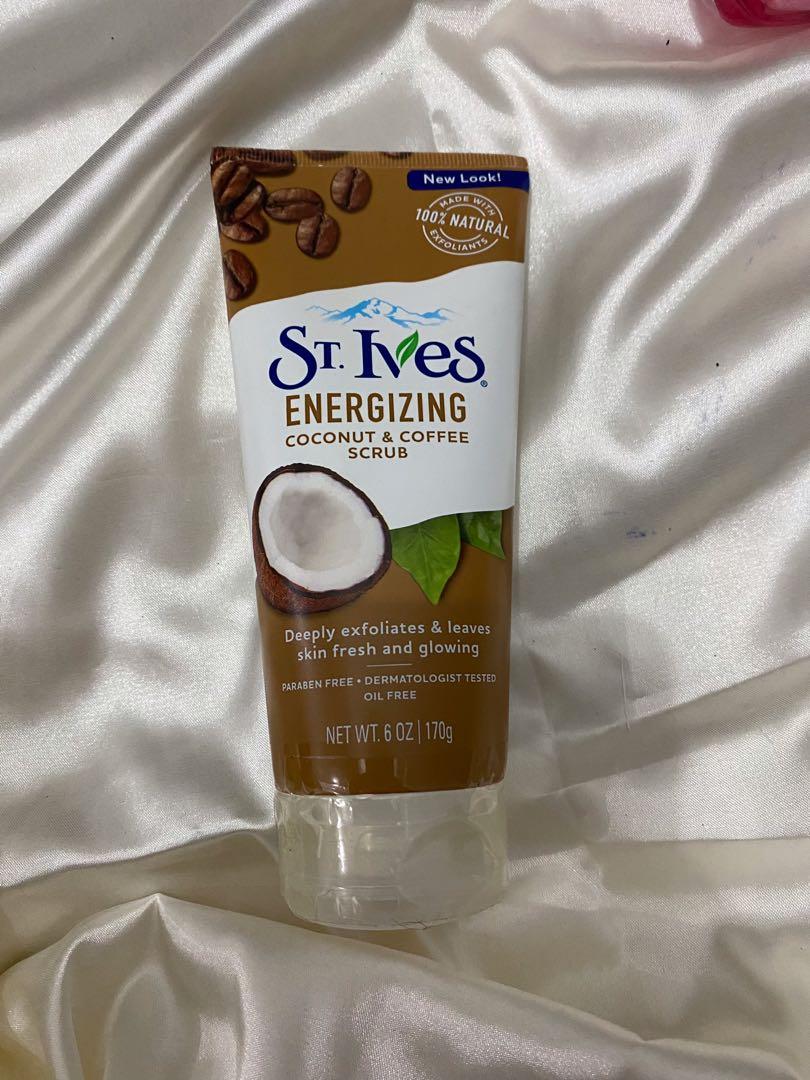 New Look!
MADE WITH
100% NATURAL
EXFOLIANTS
ST. IVES®
ENERGIZING
COCONUT & COFFEE
SCRUB
Deeply exfoliates & leaves
skin fresh and glowing
PARABEN FREE • DERMATOLOGIST TESTED
OIL FREE
NET WT. 6 OZ | 170g